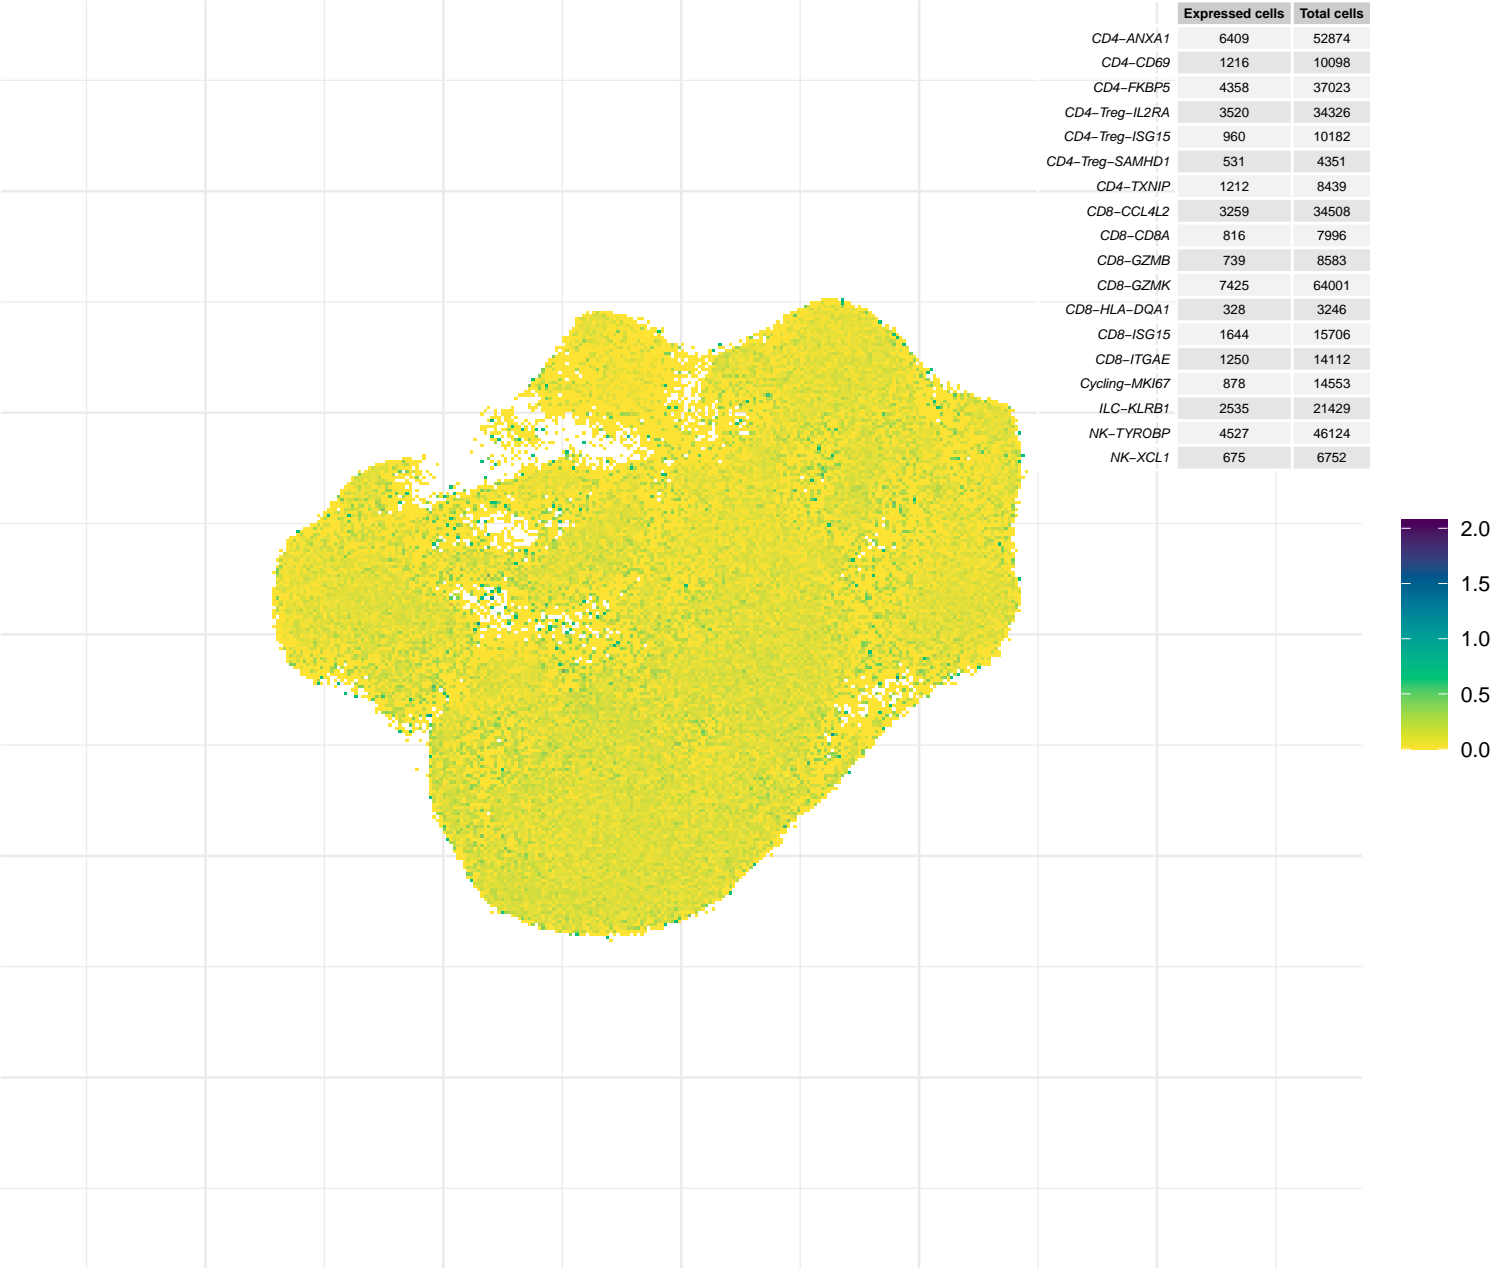 Expressed cells Total cells
CD4−ANXA1 6409 52874
CD4−CD69 1216 10098
CD4−FKBP5 4358 37023
CD4−Treg−IL2RA 3520 34326
CD4−Treg−ISG15 960 10182
CD4−Treg−SAMHD1 531 4351
CD4−TXNIP 1212 8439
CD8−CCL4L2 3259 34508
CD8−CD8A 816 7996
CD8−GZMB 739 8583
CD8−GZMK 7425 64001
CD8−HLA−DQA1 328 3246
CD8−ISG15 1644 15706
CD8−ITGAE 1250 14112
Cycling−MKI67 878 14553
ILC−KLRB1 2535 21429
NK−TYROBP 4527 46124
NK−XCL1 675 6752
2.0
1.5
1.0
0.5
0.0